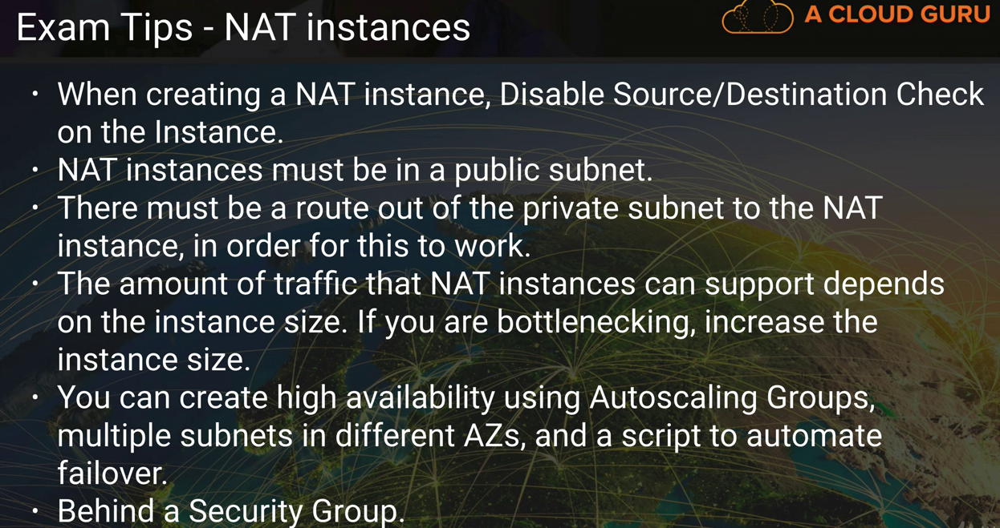 Exam Tips - NAT instances
A CLOUD GURU
• When creating a NAT instance, Disable Source/Destination Check
on the Instance.
• NAT instances must be in a public subnet.
• There must be a route out of the private subnet to the NAT
instance, in order for this to work.
• The amount of traffic that NAT instances can support depends
on the instance size. If you are bottlenecking, increase the
instance size.
• You can create high availability using Autoscaling Groups,
multiple subnets in different AZs, and a script to automate
failover.
• Behind a Security Group.